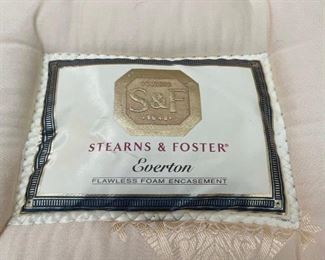 S&F
STEARNS & FOSTER®
Everton
FLAWLESS FOAM ENCASEMENT